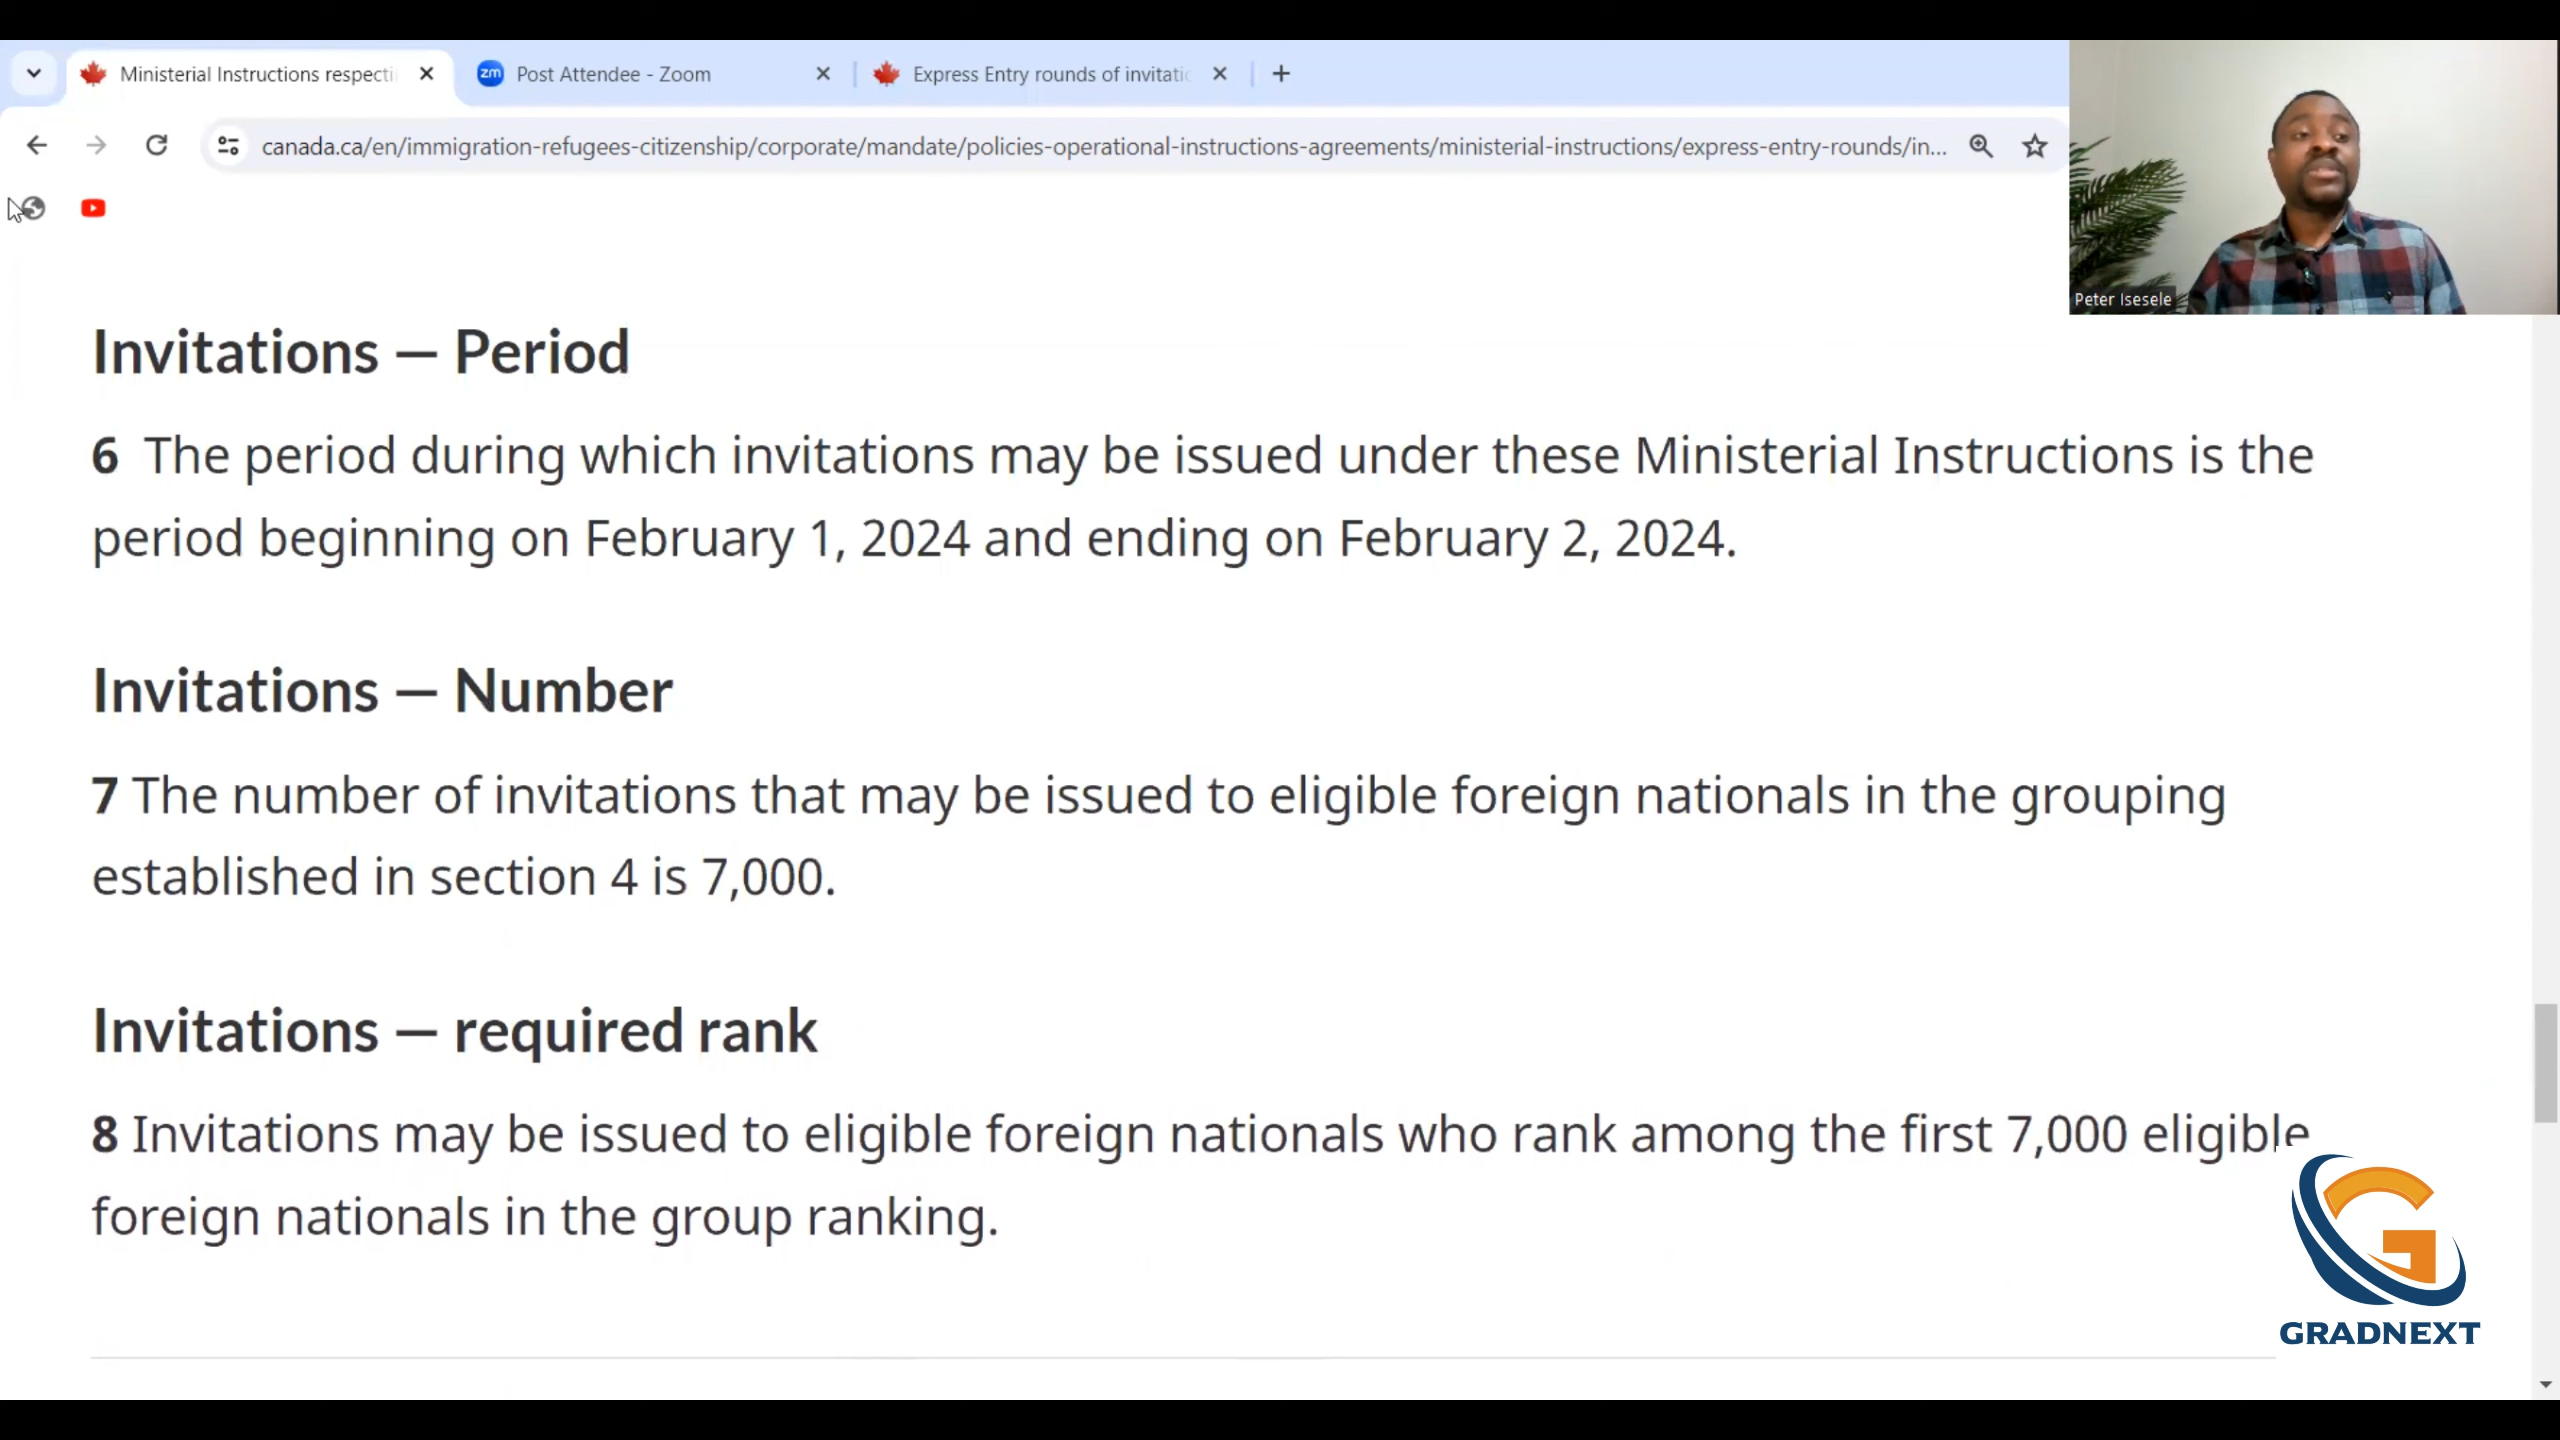 Ministerial Instructions respecti
Post Attendee - Zoom
Express Entry rounds of invitatic
canada.ca/en/immigration-refugees-citizenship/corporate/mandate/policies-operational-instructions-agreements/ministerial-instructions/express-entry-rounds/in...
Peter Isesele
Invitations — Period
6 The period during which invitations may be issued under these Ministerial Instructions is the
period beginning on February 1, 2024 and ending on February 2, 2024.
Invitations — Number
7 The number of invitations that may be issued to eligible foreign nationals in the grouping
established in section 4 is 7,000.
Invitations — required rank
8 Invitations may be issued to eligible foreign nationals who rank among the first 7,000 eligible
foreign nationals in the group ranking.
GRADNEXT